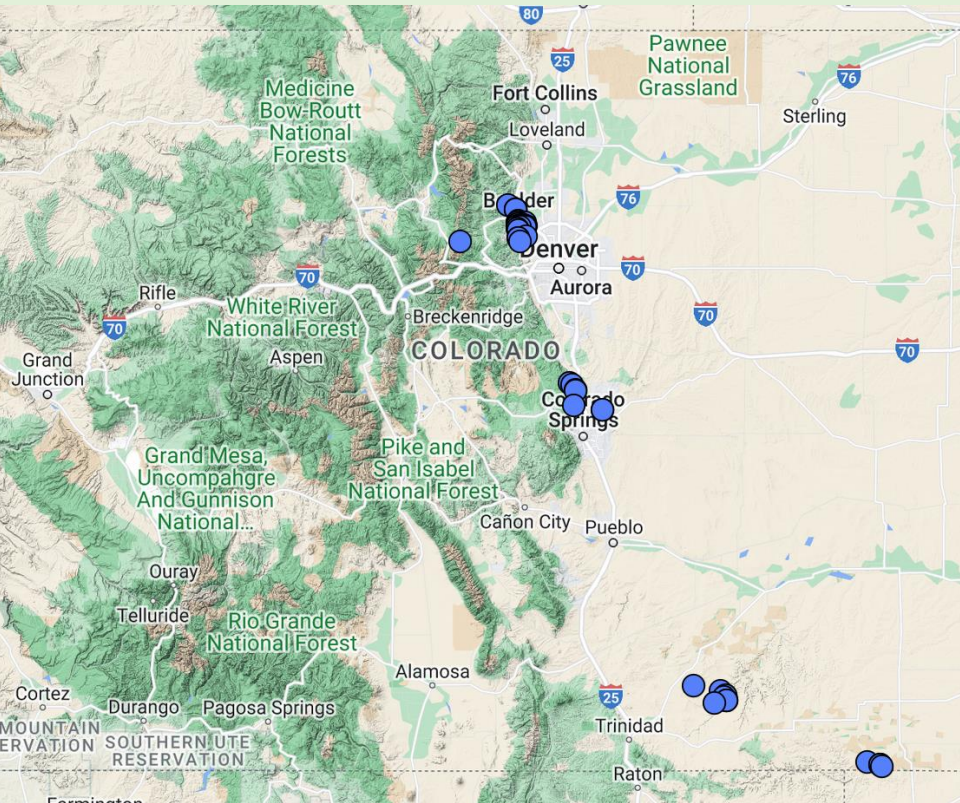 80
25
Pawnee
National
Grassland
76
Medicine
Bow-Routt
National
Forests
Fort Collins
Loveland
Sterling
76
Denver
70
Aurora
70
Rifle
White River
National Forest
70
70
Breckenridge
Grand
Junction
Aspen
COLORADO
70
Springs
Grand Mesa,
Uncompahgre
And Gunnison
National...
Pike and
San Isabel
National Forest
Cañon City
Pueblo
Ouray
Telluride
Rio Grande
National Forest
Alamosa
Cortez
Durango
Pagosa Springs
25
Trinidad
MOUNTAIN
ERVATION
SOUTHERN UTE
RESERVATION
Raton